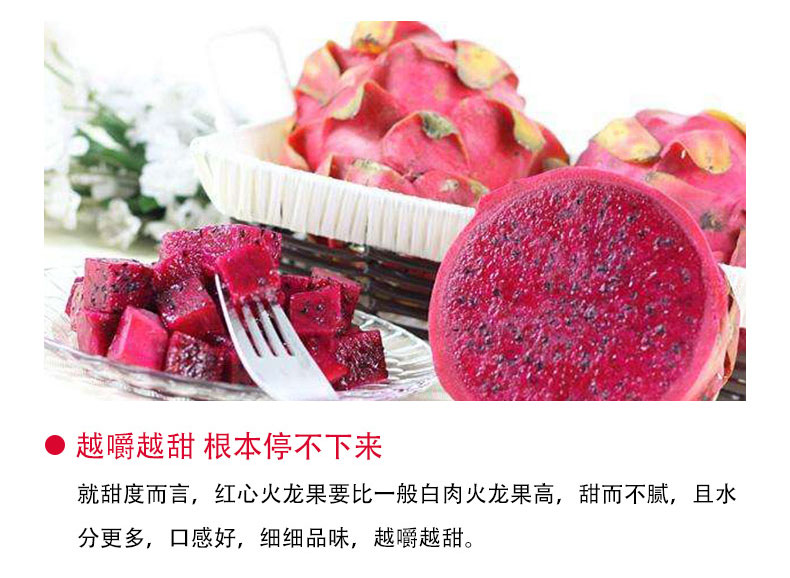 越嚼越甜 根本停不下来
就甜度而言，红心火龙果要比一般白肉火龙果高，甜而不腻，且水
分更多，口感好，细细品味，越嚼越甜。